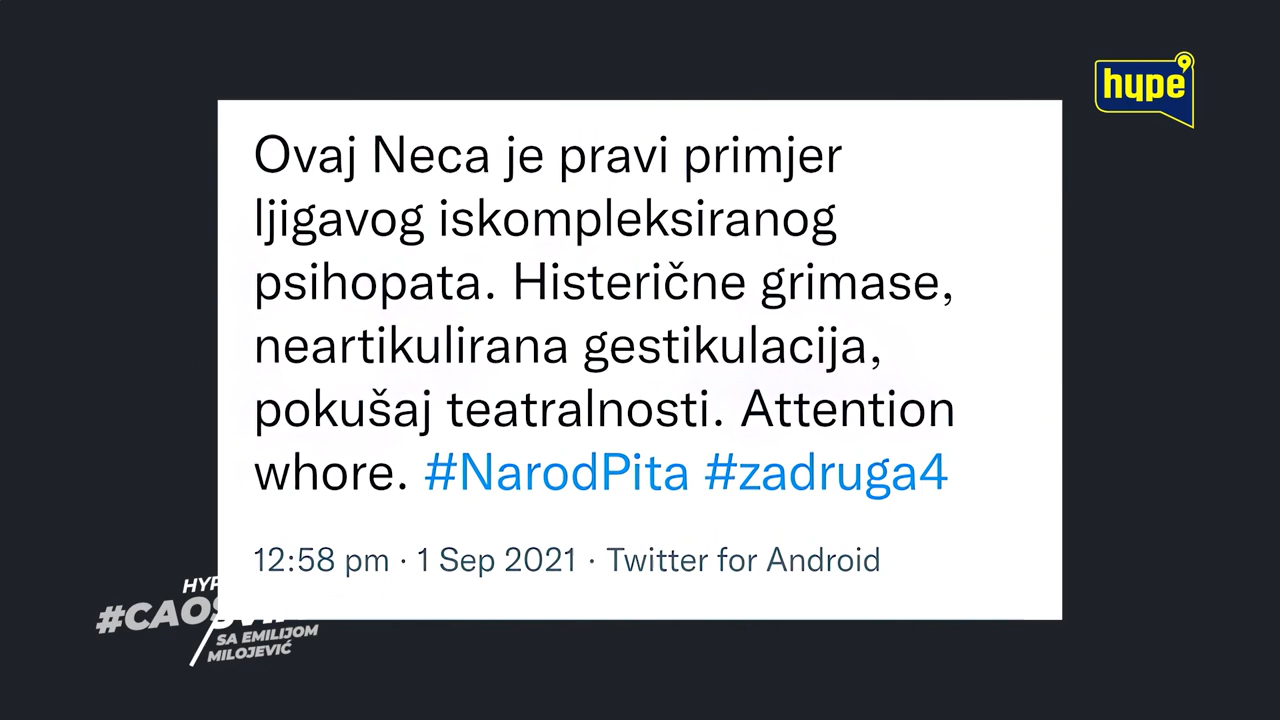 hype
Ovaj Neca je pravi primjer
ljigavog iskompleksiranog
psihopata. Histerične grimase,
neartikulirana gestikulacija,
pokušaj teatralnosti. Attention
whore. #NarodPita #zadruga4
12:58 pm · 1 Sep 2021 · Twitter for Android
SA EMILIJOM
MILOJEVIĆ